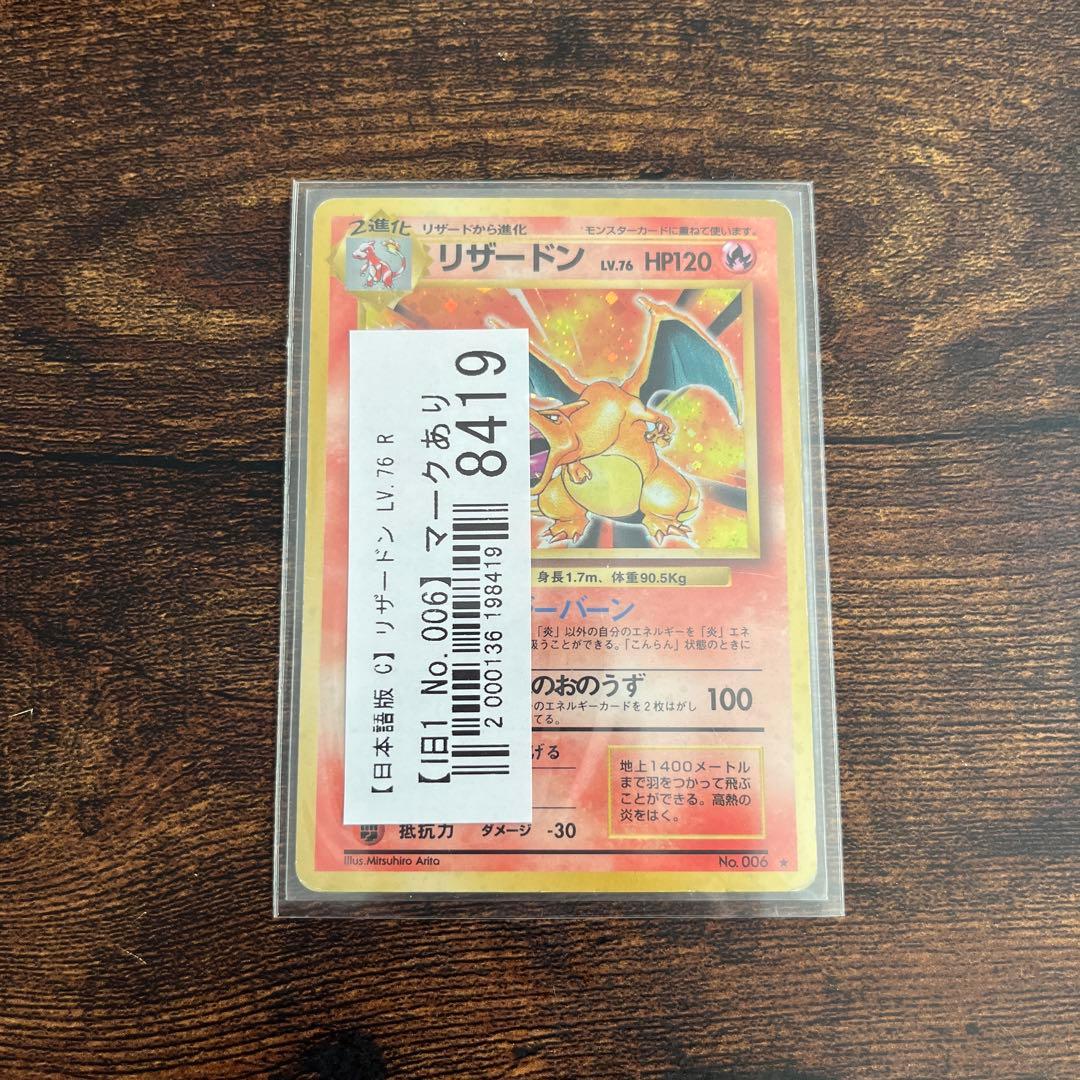 2進化 リザードから進化 モンスターカードに重ねて使います。
リザードン LV.76 HP120
【日本語版 C】リザードン LV.76 R
【旧1 No.006】マークあり
2 000136 198419
8419
身長1.7m、体重90.5Kg
ーバーン
「炎」以外の自分のエネルギーを「炎」エネ
うことができる。「こんらん」状態のときに
のおのうず 100
のエネルギーカードを2枚はがし
てる。
げる
抵抗力 ダメージ -30
地上1400メートル
まで羽をつかって飛ぶ
ことができる。高熱の
炎をはく。
Illus.Mitsuhiro Arita No.006 ★